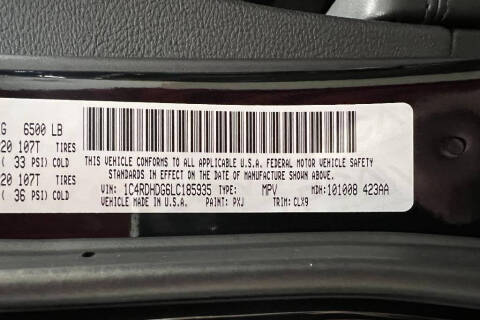 G 6500 LB
20 107T
( 33 PSI) COLD
20 107T
( 36 PSI) COLD
THIS VEHICLE CONFORMS TO ALL APPLICABLE U.S.A. FEDERAL MOTOR VEHICLE SAFETY
STANDARDS IN EFFECT ON THE DATE OF MANUFACTURE SHOWN ABOVE.
VIN: 1C4RDHDG6LC185935 TYPE: MPV MDH: 101008 423AA
VEHICLE MADE IN U.S.A. PAINT: PXJ TRIM: CLX9